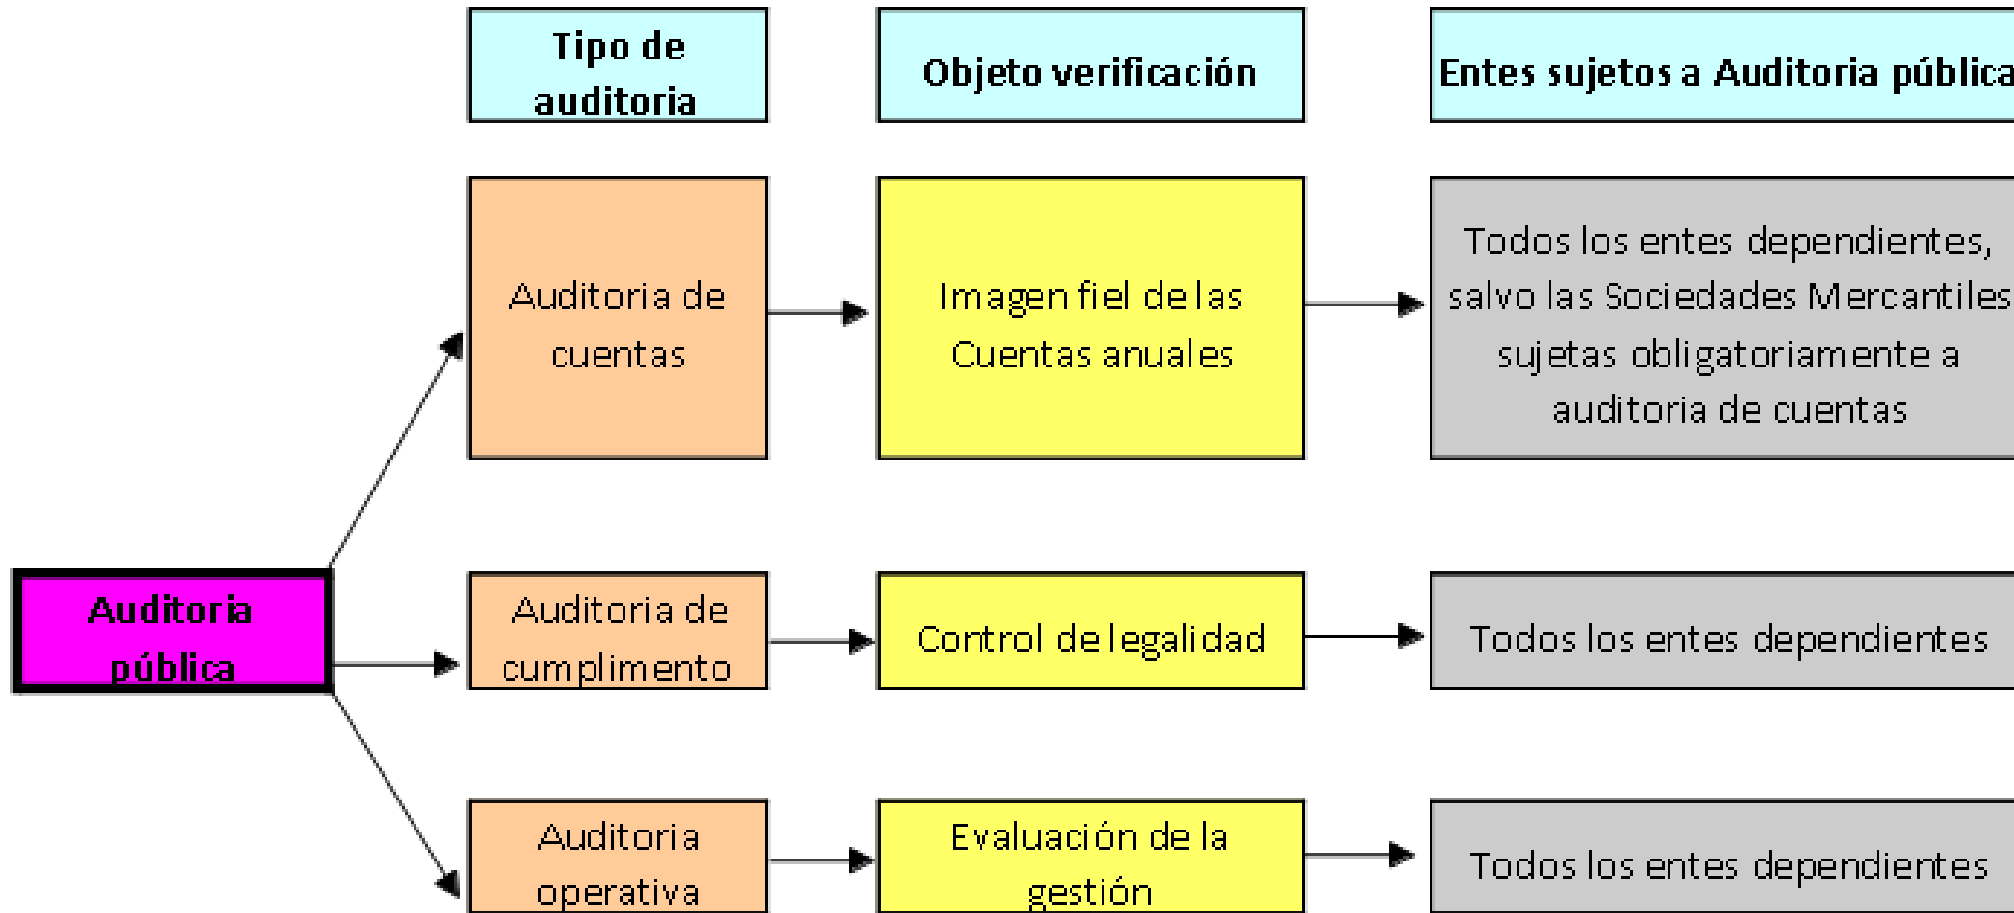 Tipo de
auditoria
Objeto verificación
Entes sujetos a Auditoria pública
Auditoria de
cuentas
Imagen fiel de las
Cuentas anuales
Todos los entes dependientes,
salvo las Sociedades Mercantiles
sujetas obligatoriamente a
auditoria de cuentas
Auditoria
pública
Auditoria de
cumplimento
Control de legalidad
Todos los entes dependientes
Auditoria
operativa
Evaluación de la
gestión
Todos los entes dependientes